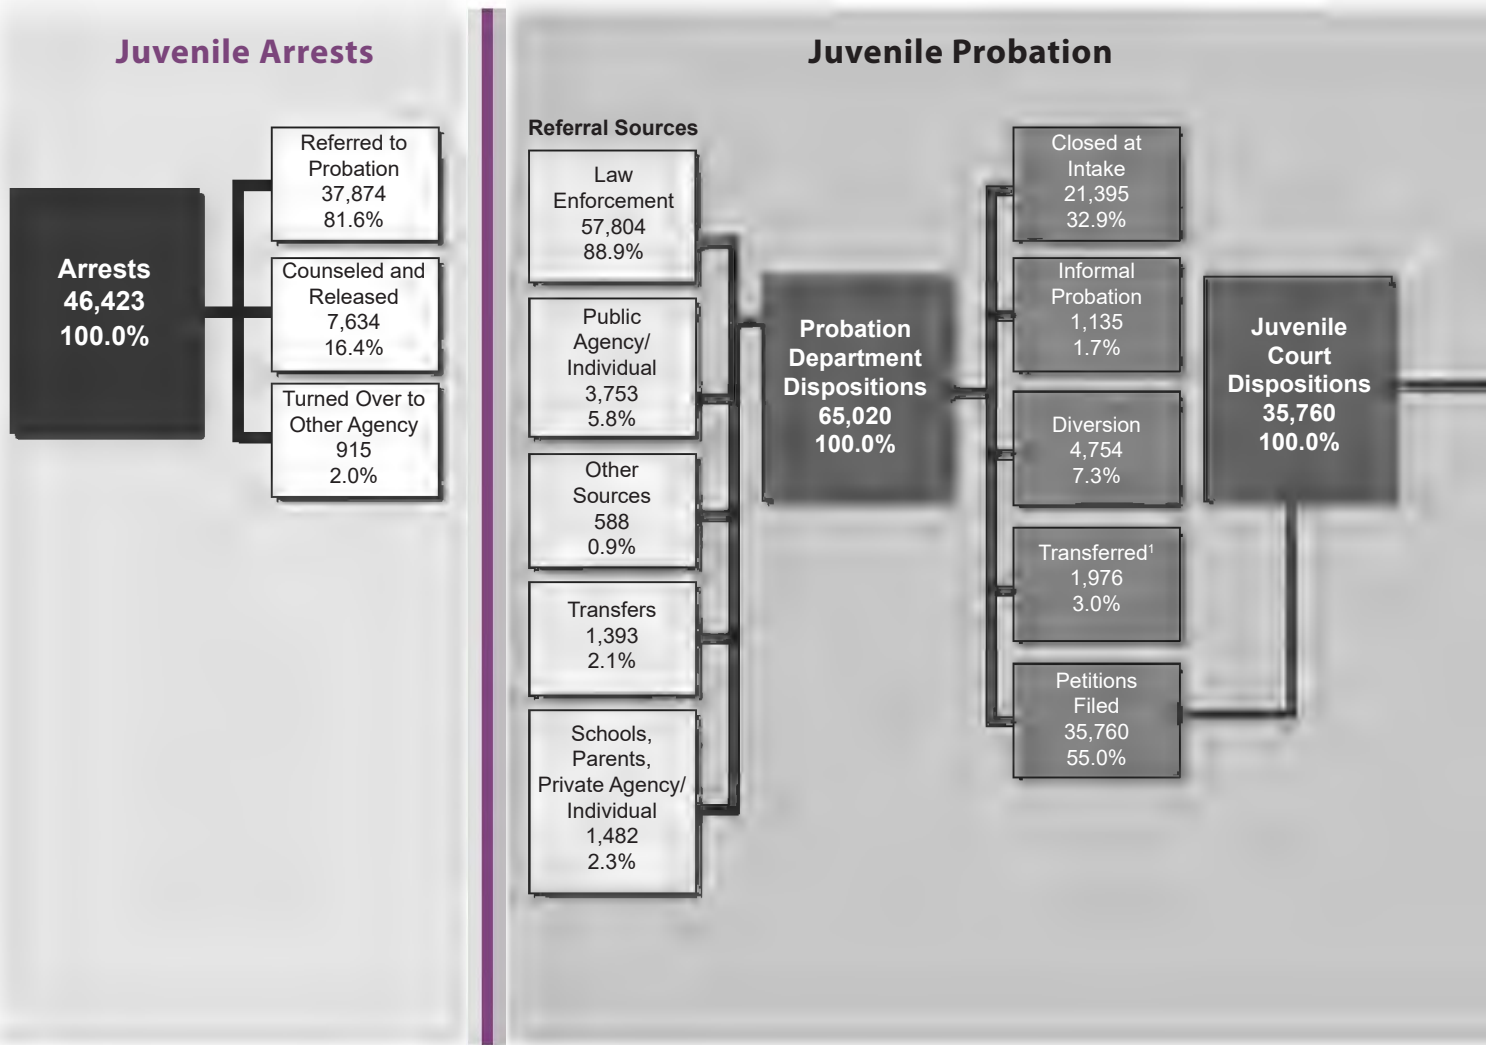 Juvenile Arrests
Arrests
46,423
100.0%
Referred to
Probation
37,874
81.6%
Counseled and
Released
7,634
16.4%
Turned Over to
Other Agency
915
2.0%
Juvenile Probation
Referral Sources
Law
Enforcement
57,804
88.9%
Public
Agency/
Individual
3,753
5.8%
Other
Sources
588
0.9%
Transfers
1,393
2.1%
Schools,
Parents,
Private Agency/
Individual
1,482
2.3%
Probation
Department
Dispositions
65,020
100.0%
Closed at
Intake
21,395
32.9%
Informal
Probation
1,135
1.7%
Diversion
4,754
7.3%
Transferred¹
1,976
3.0%
Petitions
Filed
35,760
55.0%
Juvenile
Court
Dispositions
35,760
100.0%